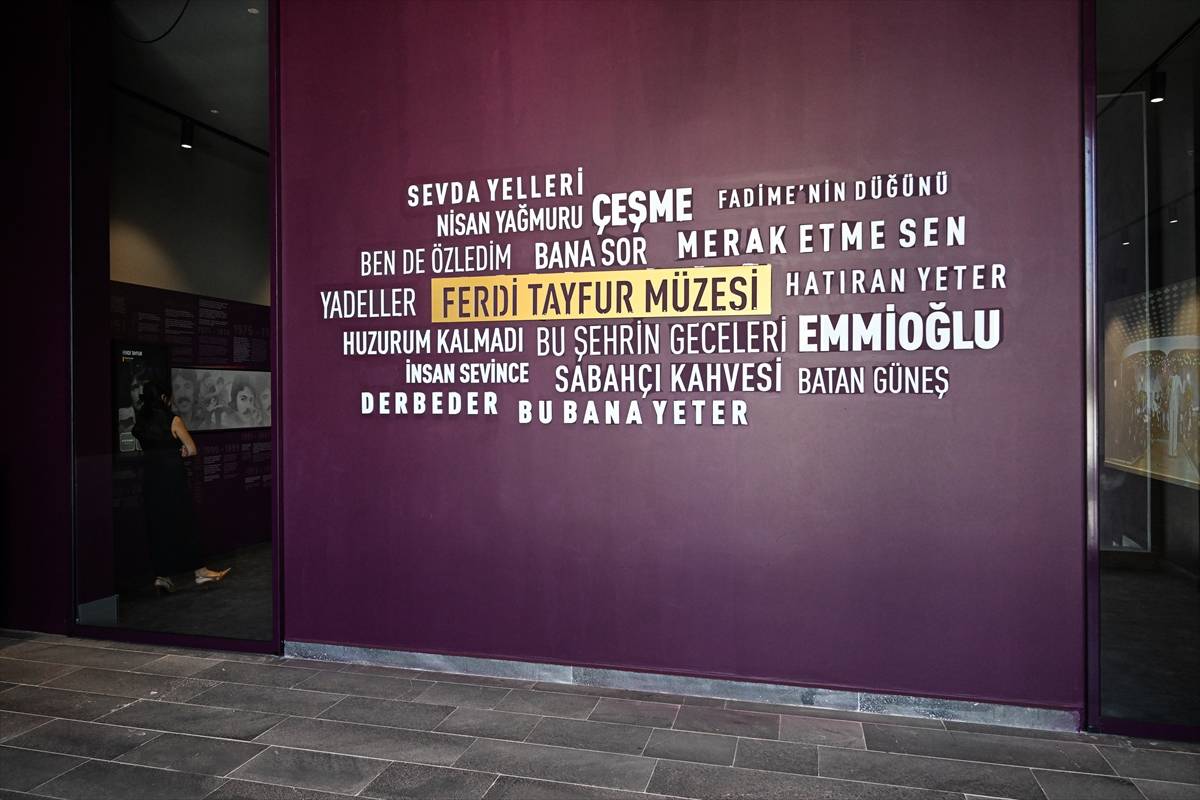 SEVDA YELLERİ
NİSAN YAĞMURU ÇEŞME FADİME'NİN DÜĞÜNÜ
BEN DE ÖZLEDİM BANA SOR MERAK ETME SEN
YADELLER FERDİ TAYFUR MÜZESİ HATIRAN YETER
HUZURUM KALMADI BU ŞEHRİN GECELERİ EMMİOĞLU
İNSAN SEVİNCE SABAHÇI KAHVESİ BATAN GÜNEŞ
DERBEDER BU BANA YETER